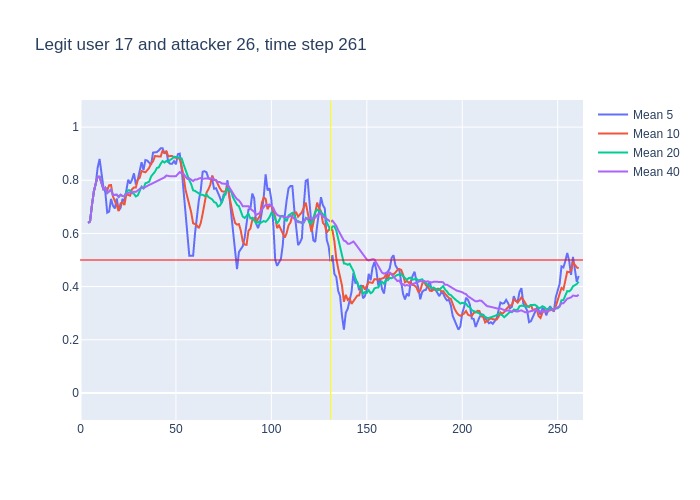 Legit user 17 and attacker 26, time step 261
Mean 5
Mean 10
Mean 20
Mean 40
1
0.8
0.6
0.4
0.2
0
0 50 100 150 200 250